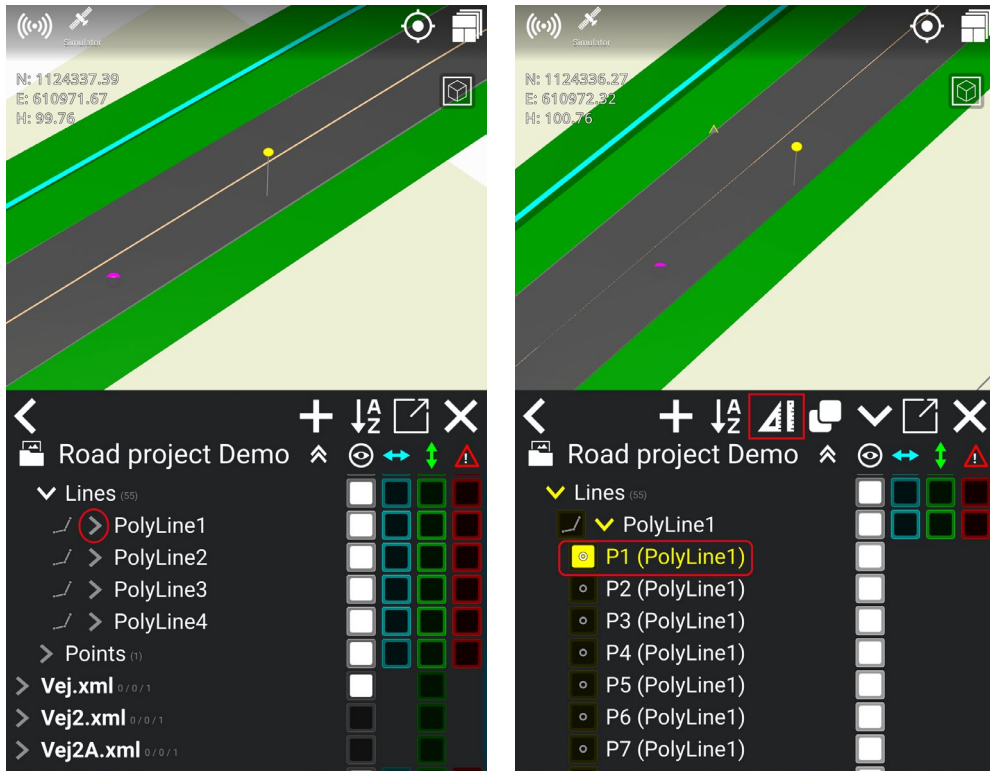 Simulator
N: 1124337.39
E: 610971.67
H: 99.76
A
Z
Road project Demo
Lines (55)
PolyLine1
PolyLine2
PolyLine3
PolyLine4
Points (1)
Vej.xml 0/0/1
Vej2.xml 0/0/1
Vej2A.xml 0/0/1
Simulator
N: 1124336.27
E: 610972.32
H: 100.76
A
Z
Road project Demo
Lines (55)
PolyLine1
P1 (PolyLine1)
P2 (PolyLine1)
P3 (PolyLine1)
P4 (PolyLine1)
P5 (PolyLine1)
P6 (PolyLine1)
P7 (PolyLine1)